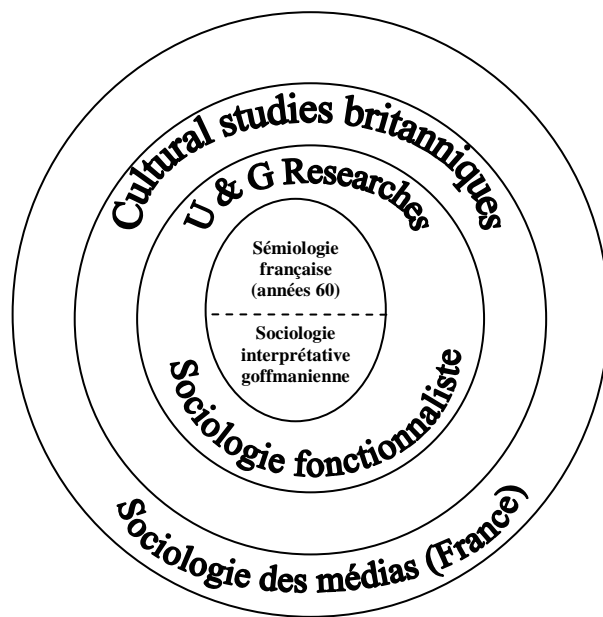 Cultural studies britanniques
U & G Researches
Sémiologie
française
(années 60)
Sociologie
interprétative
goffmanienne
Sociologie fonctionnaliste
Sociologie des médias (France)